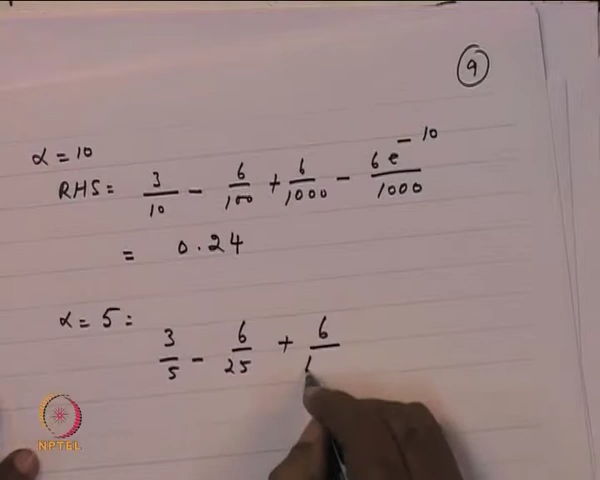 9
α = 10
RHS = 3/10 - 6/100 + 6/1000 - 6e^-10/1000
= 0.24
α = 5 : 3/5 - 6/25 + 6/1
NPTEL